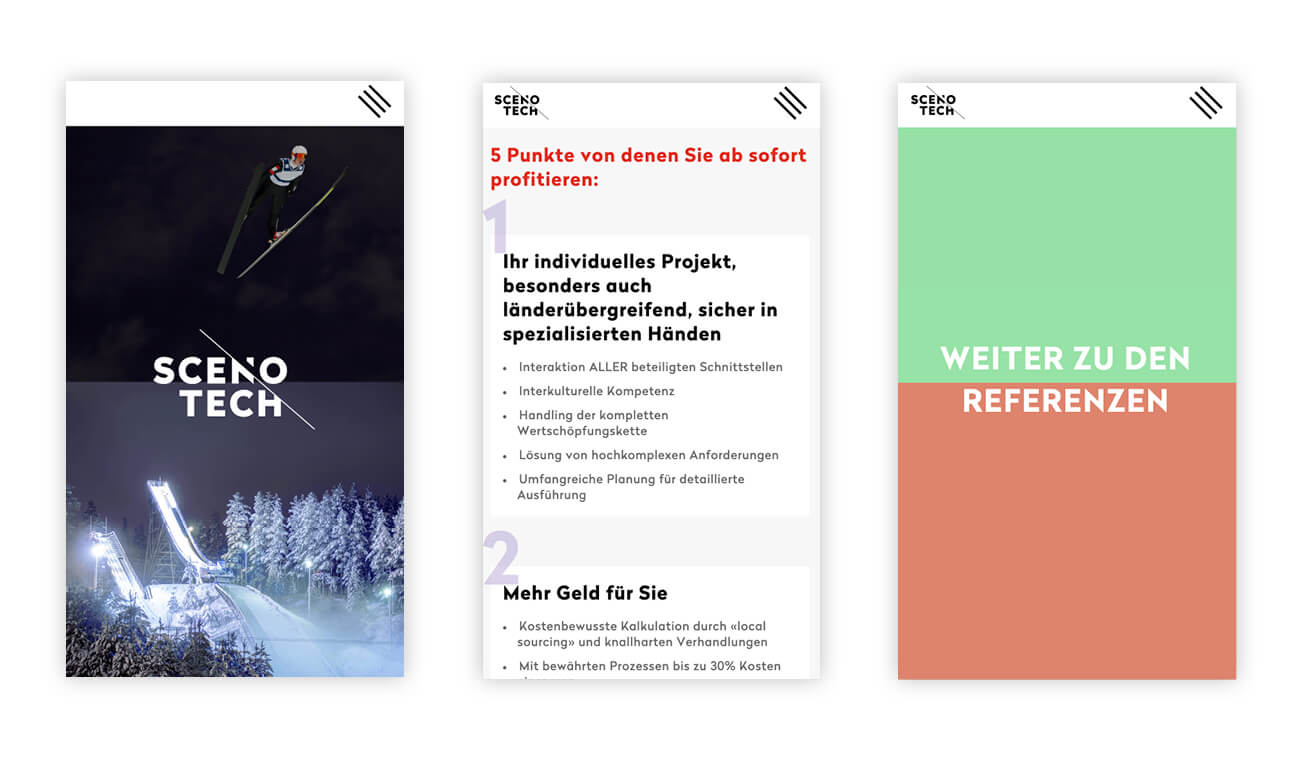 SCENO
TECH
SCENO
TECH
5 Punkte von denen Sie ab sofort
profitieren:
1
Ihr individuelles Projekt,
besonders auch
länderübergreifend, sicher in
spezialisierten Händen
• Interaktion ALLER beteiligten Schnittstellen
• Interkulturelle Kompetenz
• Handling der kompletten
Wertschöpfungskette
• Lösung von hochkomplexen Anforderungen
• Umfangreiche Planung für detaillierte
Ausführung
2
Mehr Geld für Sie
• Kostenbewusste Kalkulation durch «local
sourcing» und knallharten Verhandlungen
• Mit bewährten Prozessen bis zu 30% Kosten
SCENO
TECH
WEITER ZU DEN
REFERENZEN